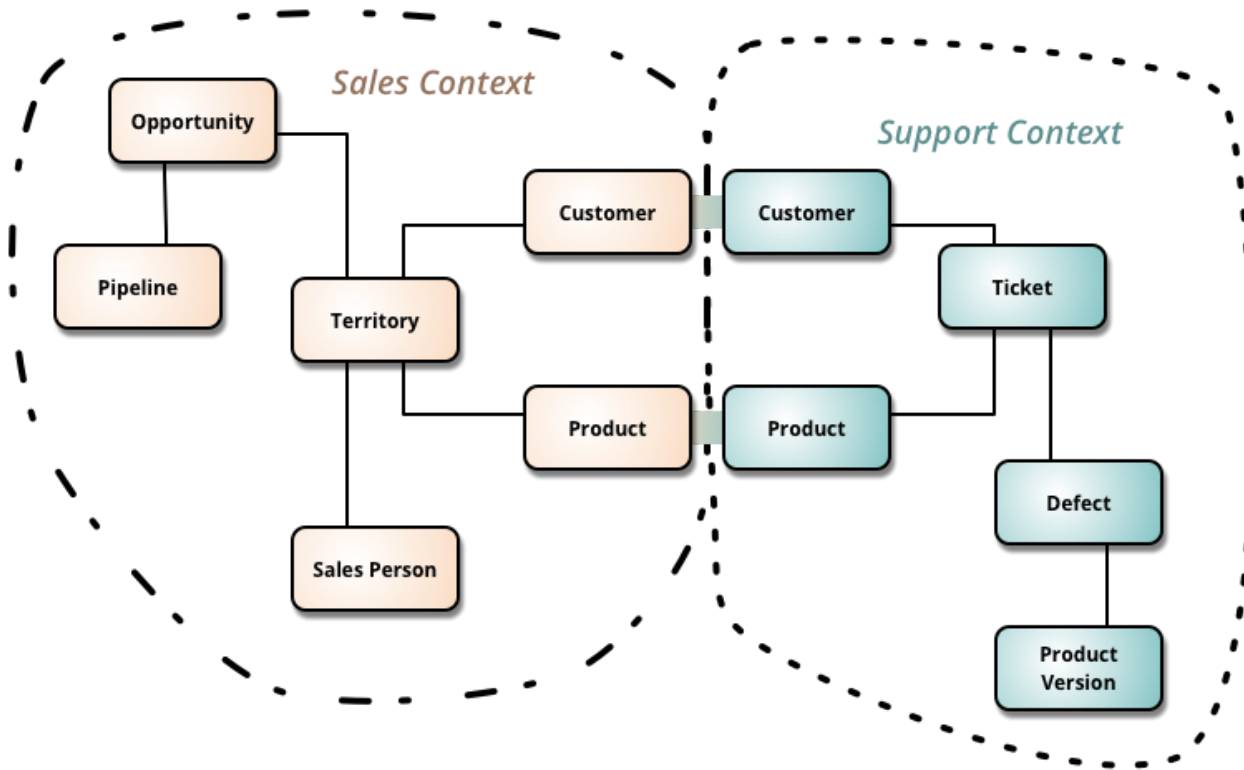 Sales Context
Opportunity
Pipeline
Territory
Customer
Product
Sales Person
Support Context
Customer
Ticket
Product
Defect
Product
Version